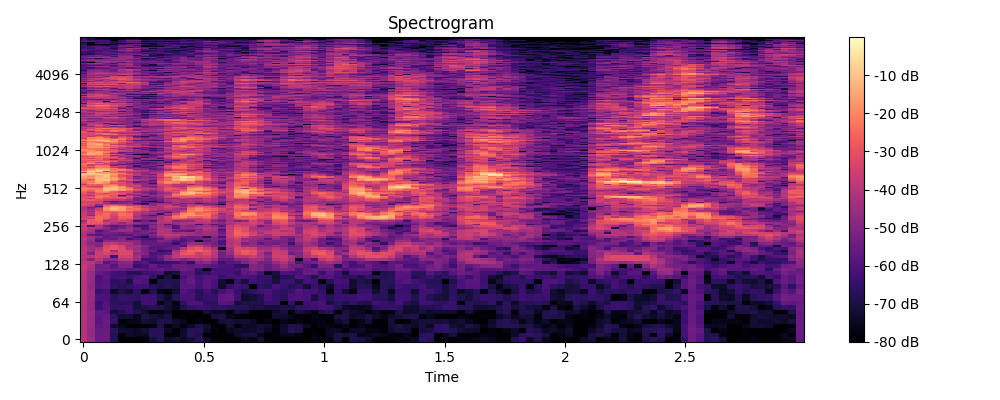 Spectrogram
Hz
4096
2048
1024
512
256
128
64
0
0
0.5
1
1.5
2
2.5
Time
-10 dB
-20 dB
-30 dB
-40 dB
-50 dB
-60 dB
-70 dB
-80 dB